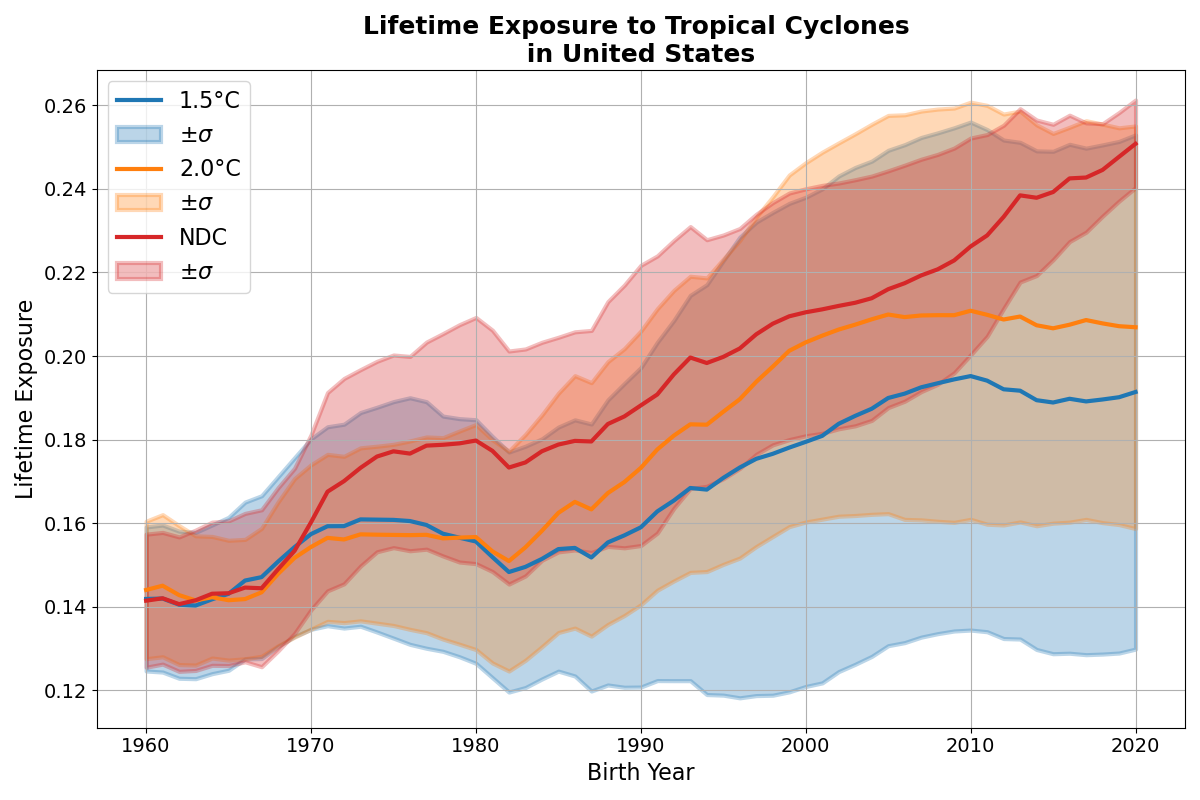 Lifetime Exposure to Tropical Cyclones
in United States
1.5°C
±σ
2.0°C
±σ
NDC
±σ
Lifetime Exposure
0.26
0.24
0.22
0.20
0.18
0.16
0.14
0.12
1960 1970 1980 1990 2000 2010 2020
Birth Year